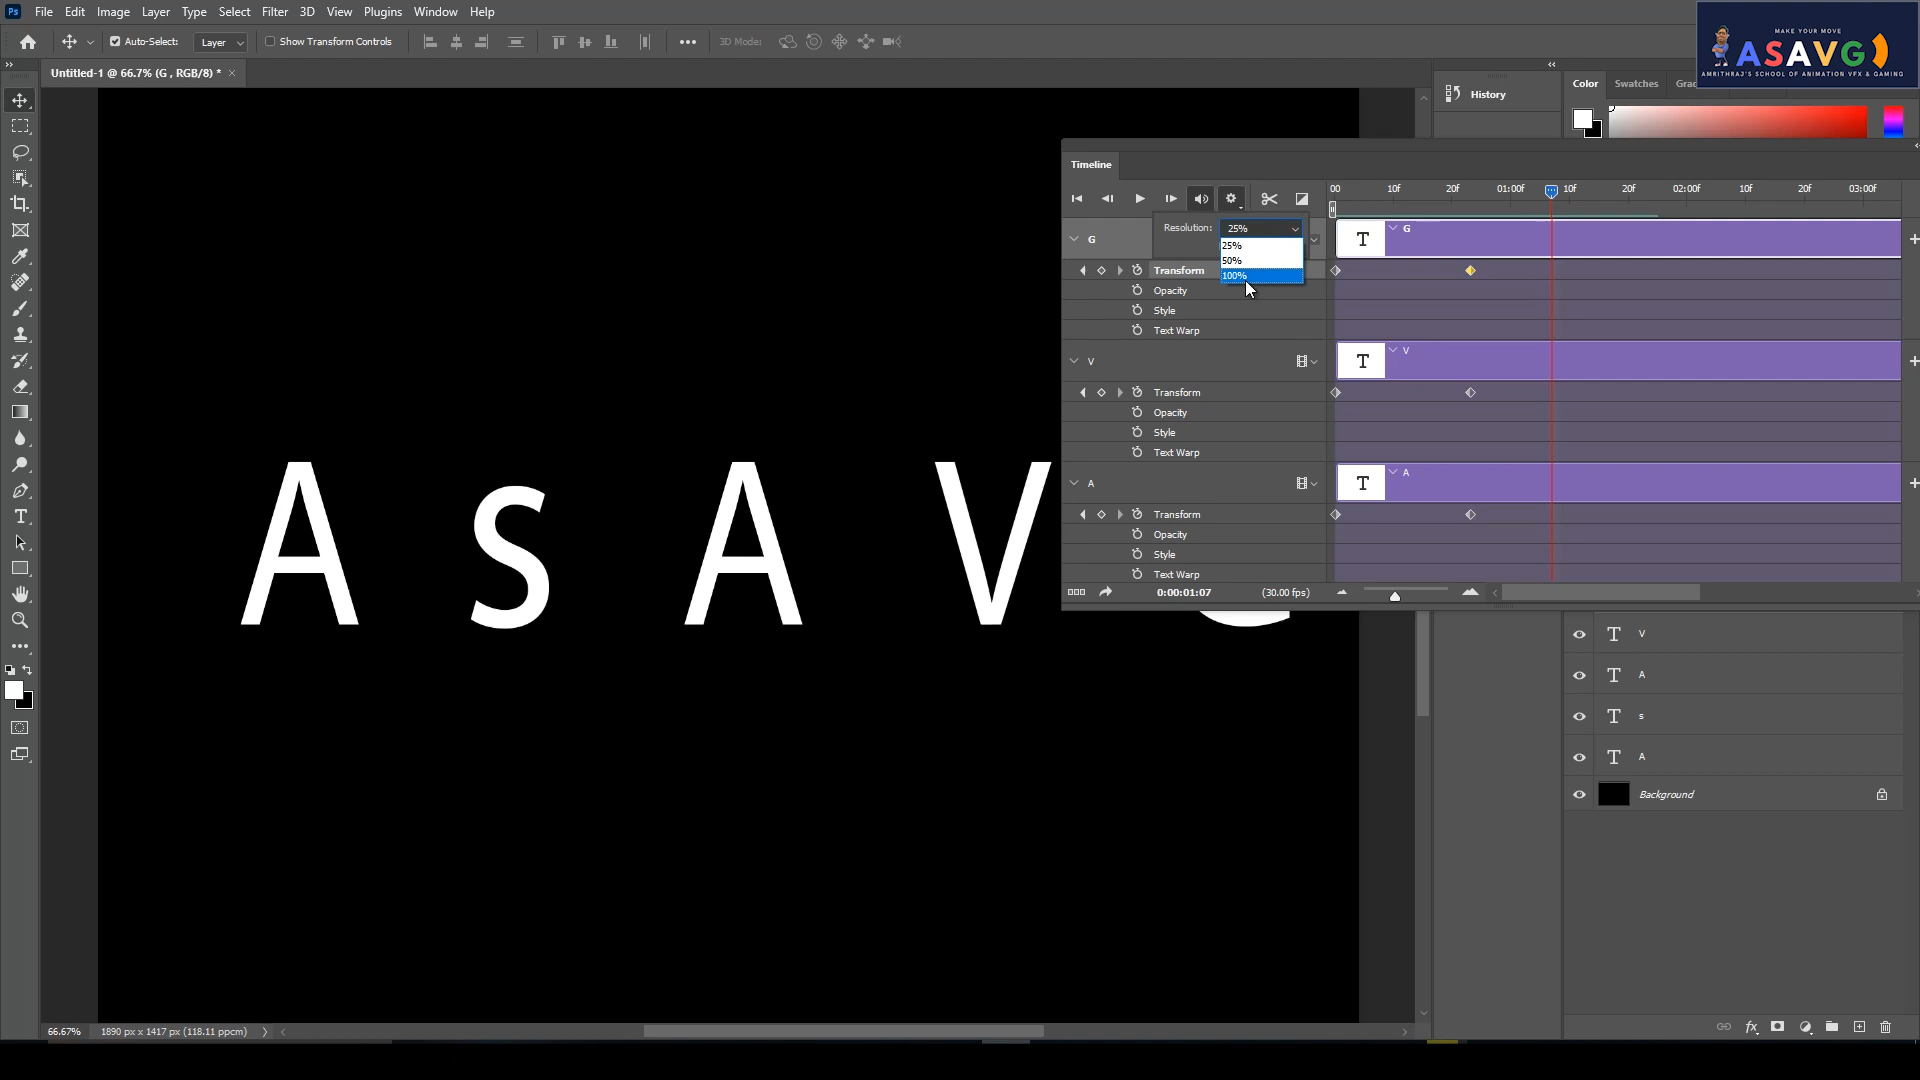 Ps File Edit Image Layer Type Select Filter 3D View Plugins Window Help
Auto-Select: Layer Show Transform Controls 3D Mode:
MAKE YOUR MOVE
ASAVG
AMRITHRAJ'S SCHOOL OF ANIMATION VFX & GAMING
Untitled-1 @ 66.7% (G , RGB/8) *
History
Color Swatches
Timeline
00 10f 20f 01:00f 10f 20f 02:00f 10f 20f 03:00f
Resolution: 25%
25%
50%
100%
G
T G
Transform
Opacity
Style
Text Warp
V
T V
Transform
Opacity
Style
Text Warp
A
T A
Transform
Opacity
Style
Text Warp
0:00:01:07 (30.00 fps)
A s A V
T V
T A
T s
T A
Background
fx
66.67% 1890 px x 1417 px (118.11 ppcm)